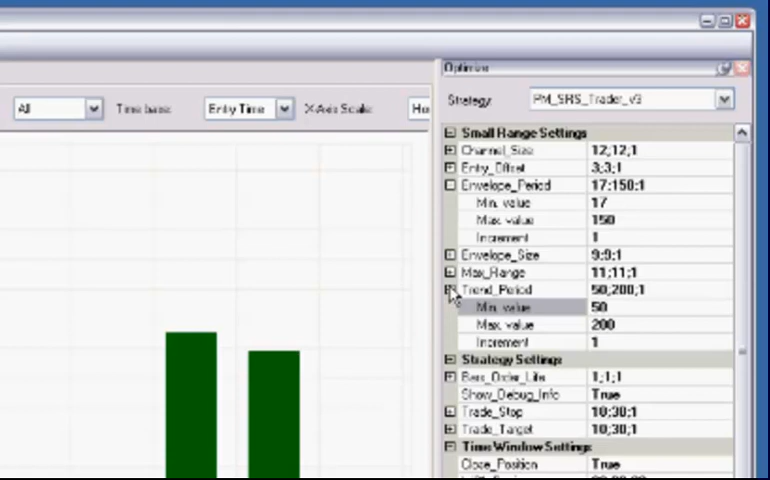 Optimize
All Time base: Entry Time X-Axis Scale: Ho
Strategy: PM_SRS_Trader_v3
Small Range Settings
Channel_Size 12;12;1
Entry_Offset 3;3;1
Envelope_Period 17;150;1
Min. value 17
Max. value 150
Increment 1
Envelope_Size 9;9;1
Max_Range 11;11;1
Trend_Period 50;200;1
Min. value 50
Max. value 200
Increment 1
Strategy Settings
Bars_Order_Life 1;1;1
Show_Debug_Info True
Trade_Stop 10;30;1
Trade_Target 10;30;1
Time Window Settings
Close_Position True